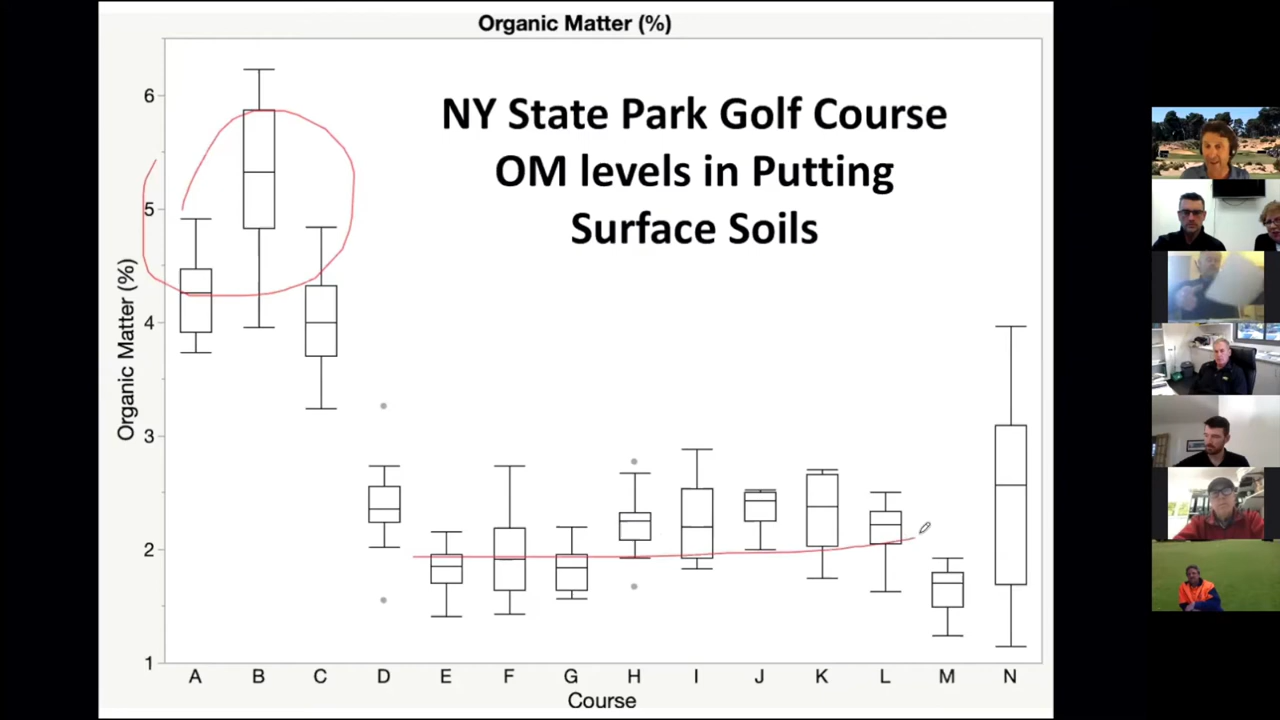 Organic Matter (%)
NY State Park Golf Course
OM levels in Putting
Surface Soils
Organic Matter (%)
6
5
4
3
2
1
A B C D E F G H I J K L M N
Course